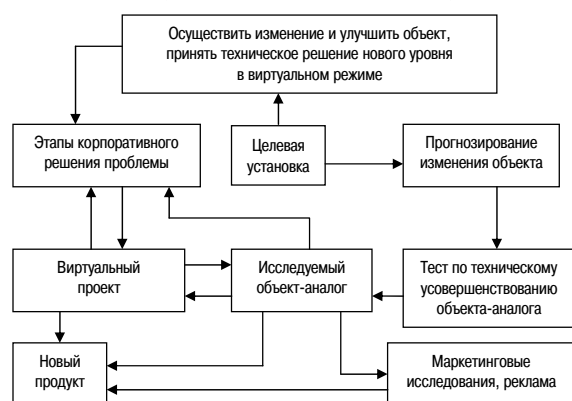 Осуществить изменение и улучшить объект,
принять техническое решение нового уровня
в виртуальном режиме
Этапы корпоративного
решения проблемы
Целевая
установка
Прогнозирование
изменения объекта
Виртуальный
проект
Исследуемый
объект-аналог
Тест по техническому
усовершенствованию
объекта-аналога
Новый
продукт
Маркетинговые
исследования, реклама